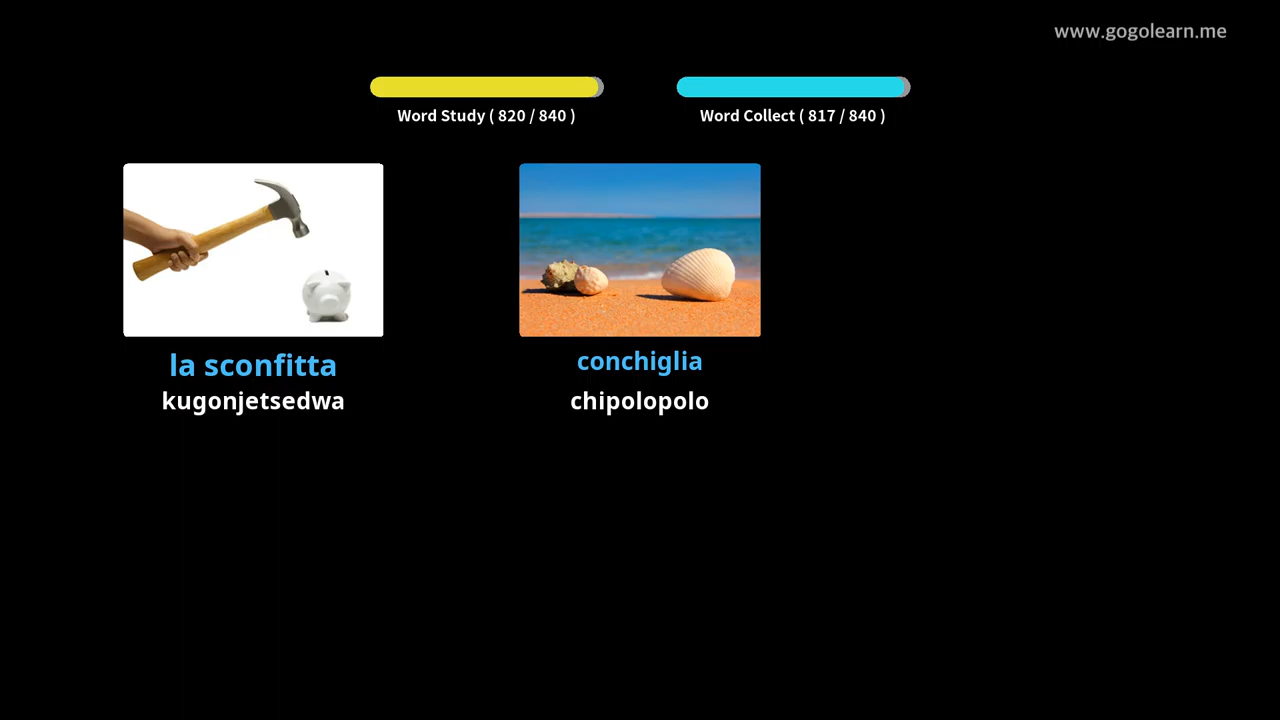 www.gogolearn.me
Word Study ( 820 / 840 )
Word Collect ( 817 / 840 )
la sconfitta
kugonjetsedwa
conchiglia
chipolopolo